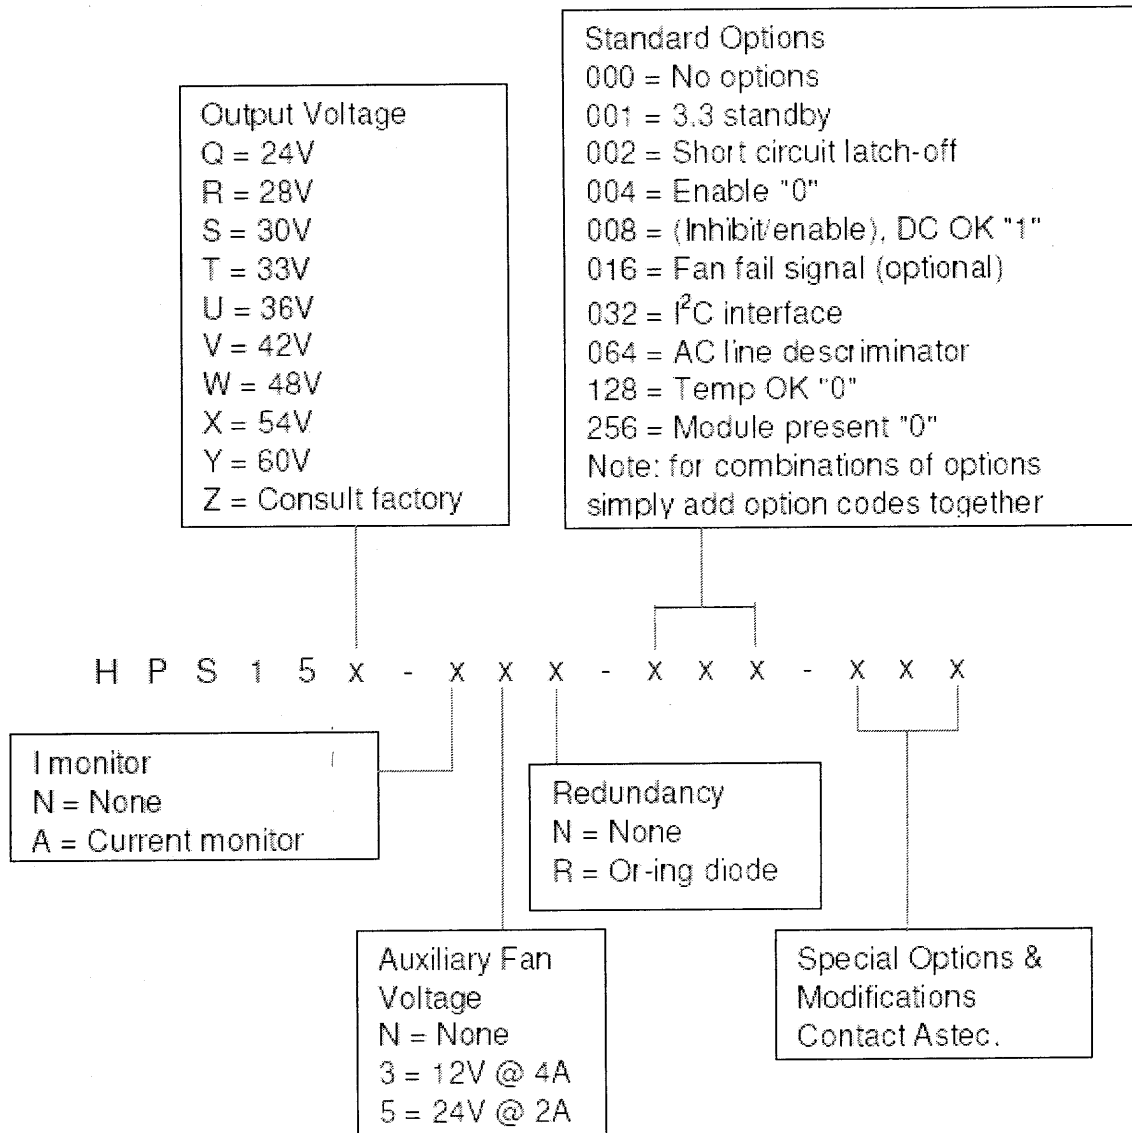 Standard Options
000 = No options
001 = 3.3 standby
002 = Short circuit latch-off
004 = Enable "0"
008 = (Inhibit/enable), DC OK "1"
016 = Fan fail signal (optional)
032 = I²C interface
064 = AC line descriminator
128 = Temp OK "0"
256 = Module present "0"
Note: for combinations of options
simply add option codes together
Output Voltage
Q = 24V
R = 28V
S = 30V
T = 33V
U = 36V
V = 42V
W = 48V
X = 54V
Y = 60V
Z = Consult factory
H P S 1 5 x - x x x - x x x - x x x
I monitor
N = None
A = Current monitor
Redundancy
N = None
R = Or-ing diode
Auxiliary Fan
Voltage
N = None
3 = 12V @ 4A
5 = 24V @ 2A
Special Options &
Modifications
Contact Astec.